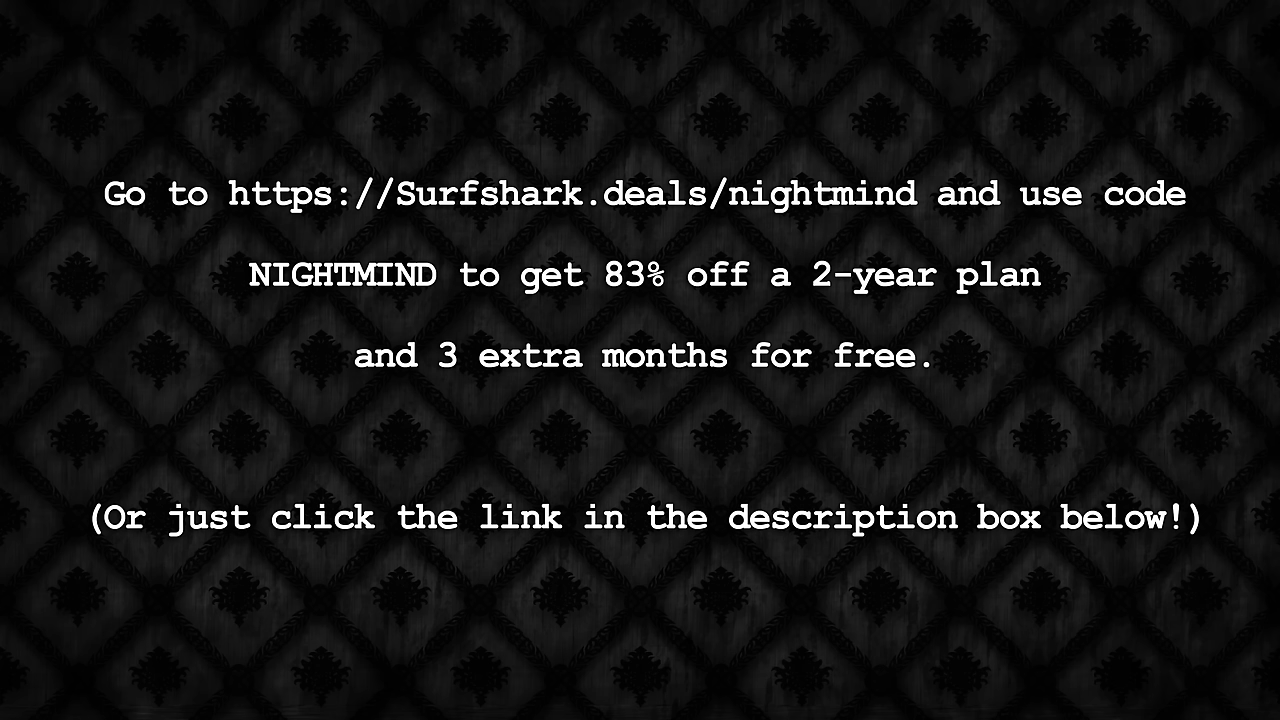 Go to https://Surfshark.deals/nightmind and use code
NIGHTMIND to get 83% off a 2-year plan
and 3 extra months for free.
(Or just click the link in the description box below!)